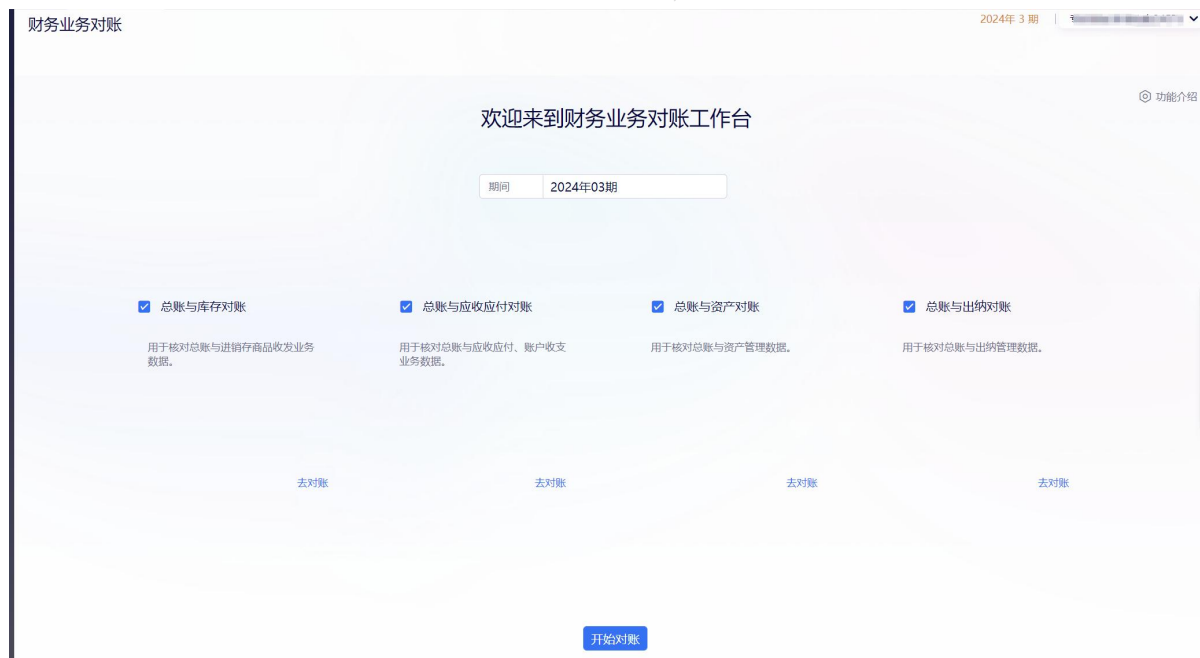 财务业务对账
2024年 3 期
功能介绍
欢迎来到财务业务对账工作台
期间 2024年03期
总账与库存对账
用于核对总账与进销存商品收发业务
数据。
去对账
总账与应收应付对账
用于核对总账与应收应付、账户收支
业务数据。
去对账
总账与资产对账
用于核对总账与资产管理数据。
去对账
总账与出纳对账
用于核对总账与出纳管理数据。
去对账
开始对账